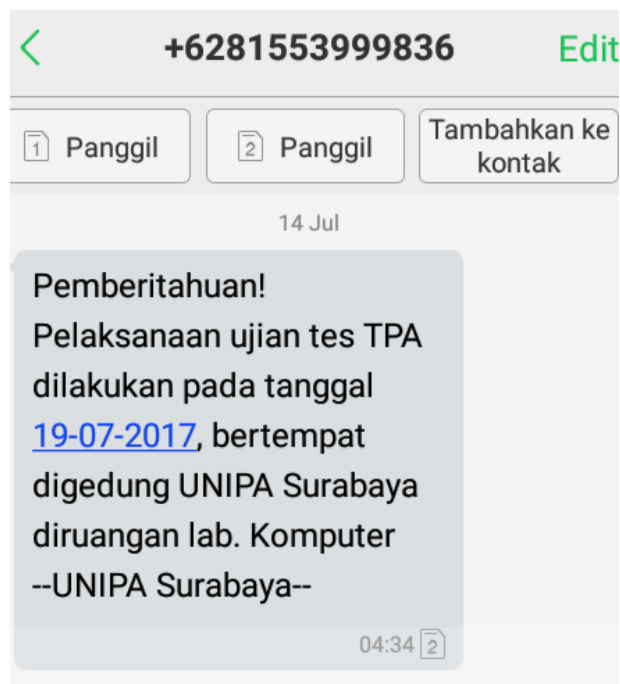 +6281553999836 Edit
1 Panggil 2 Panggil Tambahkan ke
kontak
14 Jul
Pemberitahuan!
Pelaksanaan ujian tes TPA
dilakukan pada tanggal
19-07-2017, bertempat
digedung UNIPA Surabaya
diruangan lab. Komputer
--UNIPA Surabaya--
04:34 2